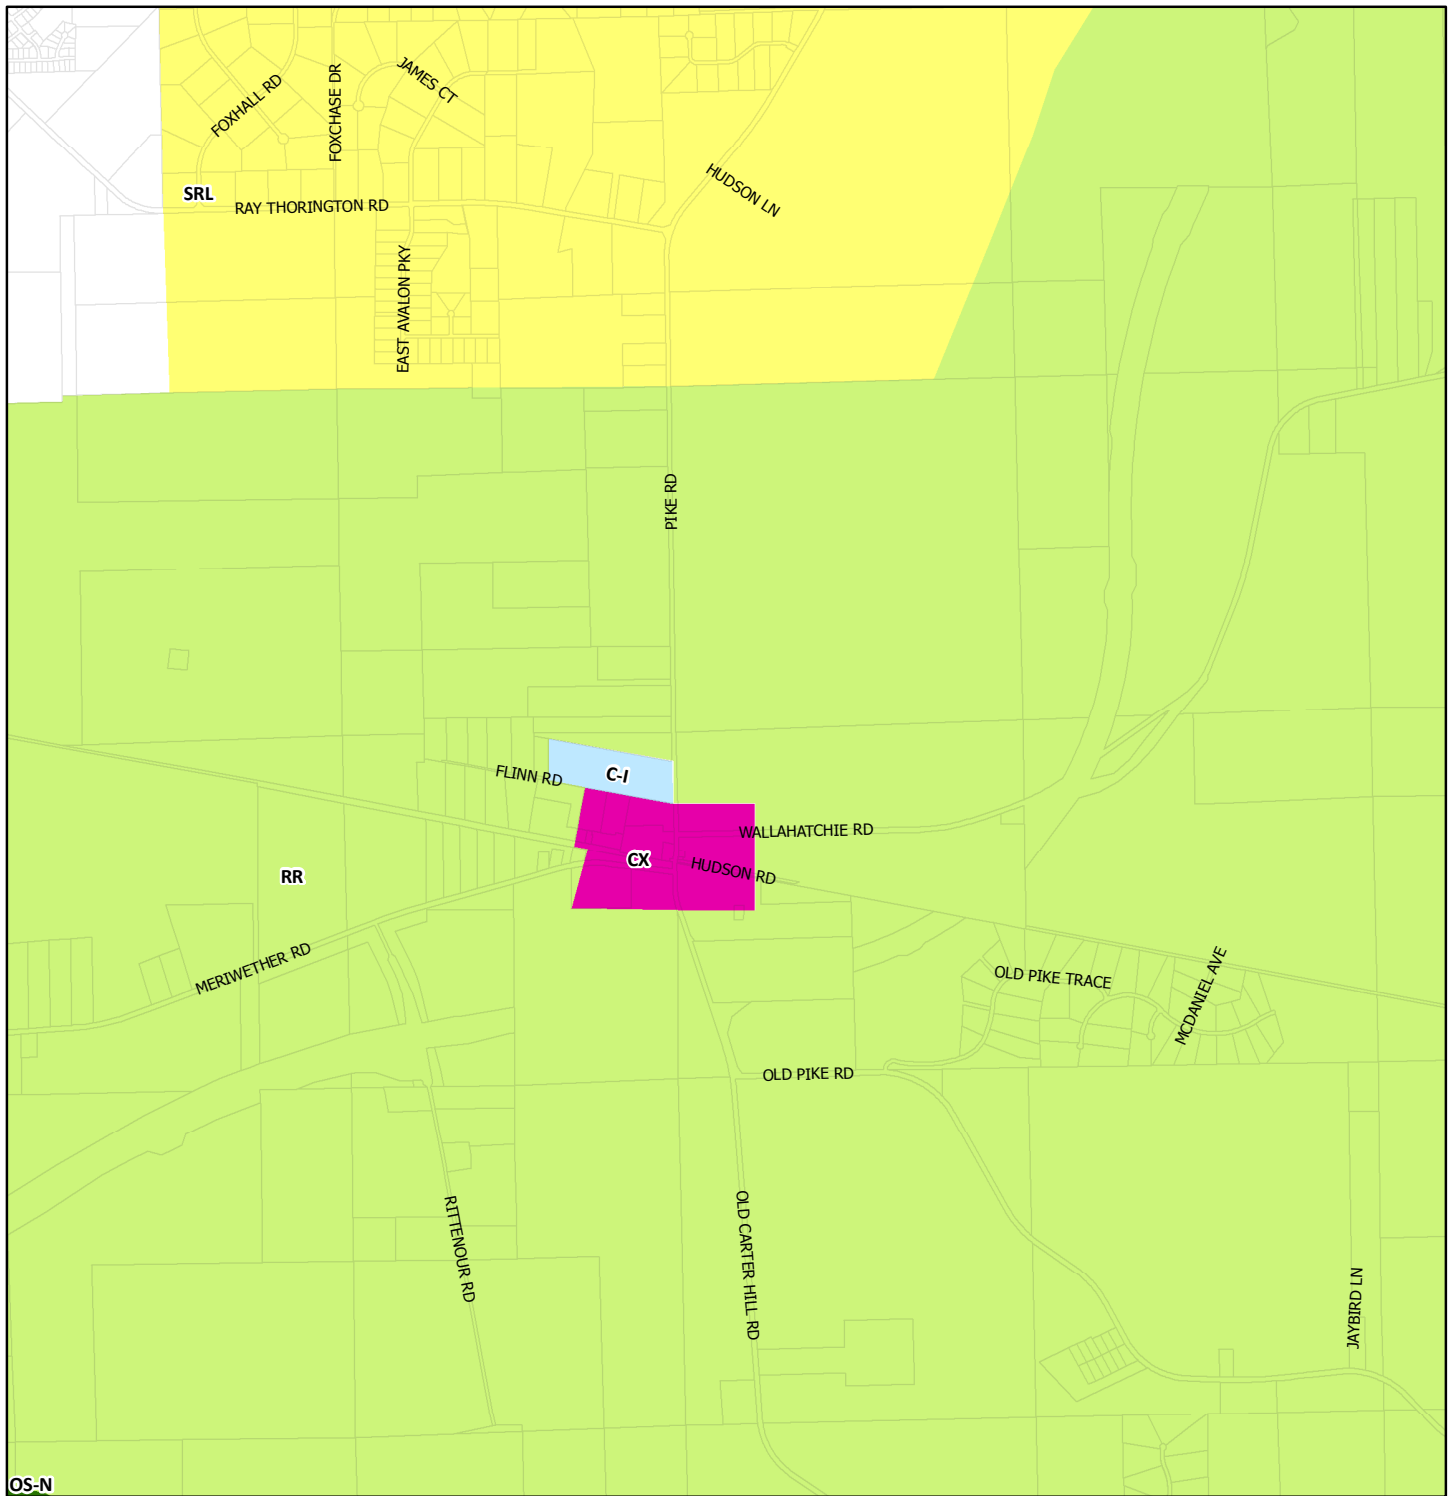 JAMES CT
FOXHALL RD
FOXCHASE DR
HUDSON LN
SRL
RAY THORINGTON RD
EAST AVALON PKY
PIKE RD
FLINN RD
C-I
WALLAHATCHIE RD
CX
HUDSON RD
RR
MERIWETHER RD
OLD PIKE TRACE
MCDANIEL AVE
OLD PIKE RD
RITTENOUR RD
OLD CARTER HILL RD
JAYBIRD LN
OS-N